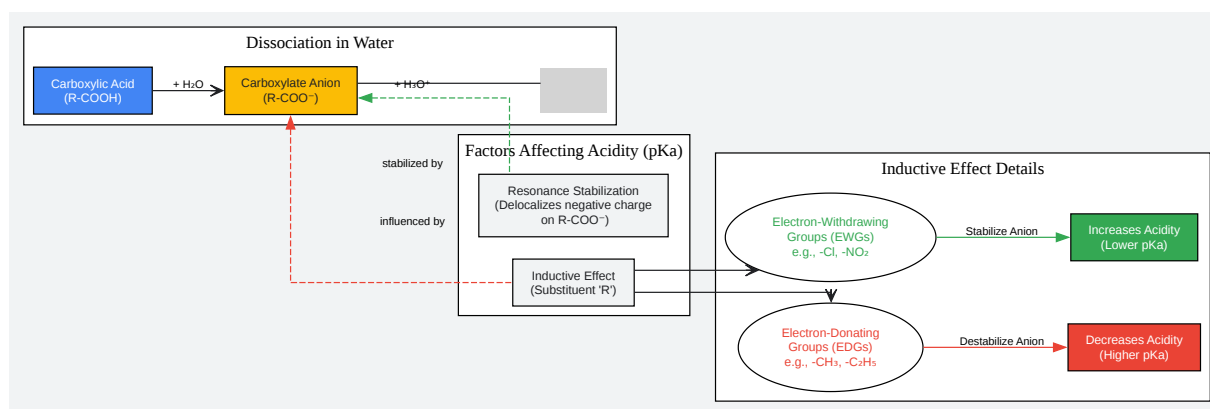 Dissociation in Water
Carboxylic Acid
(R-COOH)
+ H₂O
Carboxylate Anion
(R-COO⁻)
+ H₃O⁺
stabilized by
influenced by
Factors Affecting Acidity (pKa)
Resonance Stabilization
(Delocalizes negative charge
on R-COO⁻)
Inductive Effect
(Substituent 'R')
Inductive Effect Details
Electron-Withdrawing
Groups (EWGs)
e.g., -Cl, -NO₂
Stabilize Anion
Increases Acidity
(Lower pKa)
Electron-Donating
Groups (EDGs)
e.g., -CH₃, -C₂H₅
Destabilize Anion
Decreases Acidity
(Higher pKa)